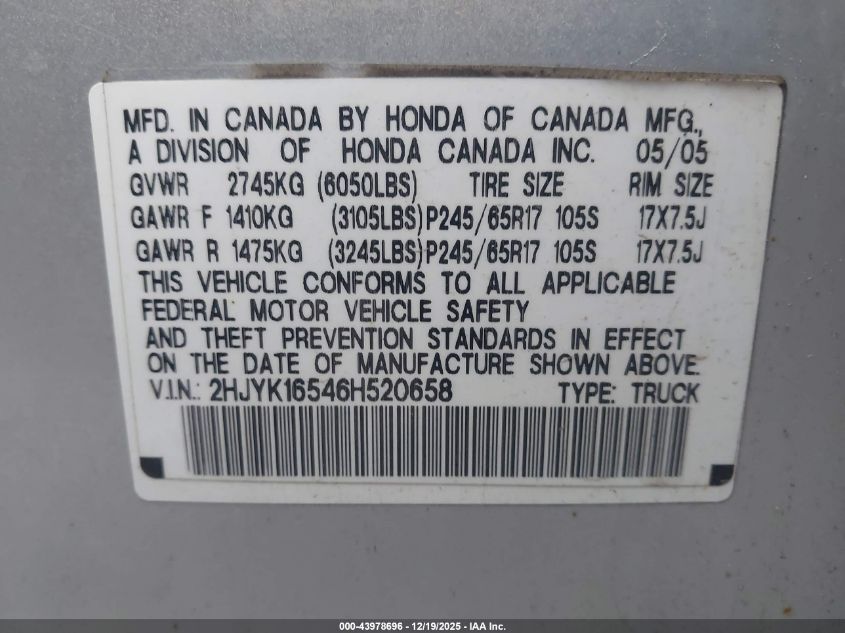 MFD. IN CANADA BY HONDA OF CANADA MFG.,
A DIVISION OF HONDA CANADA INC. 05/05
GVWR 2745KG (6050LBS) TIRE SIZE RIM SIZE
GAWR F 1410KG (3105LBS) P245/65R17 105S 17X7.5J
GAWR R 1475KG (3245LBS) P245/65R17 105S 17X7.5J
THIS VEHICLE CONFORMS TO ALL APPLICABLE
FEDERAL MOTOR VEHICLE SAFETY
AND THEFT PREVENTION STANDARDS IN EFFECT
ON THE DATE OF MANUFACTURE SHOWN ABOVE.
V.I.N.: 2HJYK16546H520658 TYPE: TRUCK
000-43978696 - 12/19/2025 - IAA Inc.